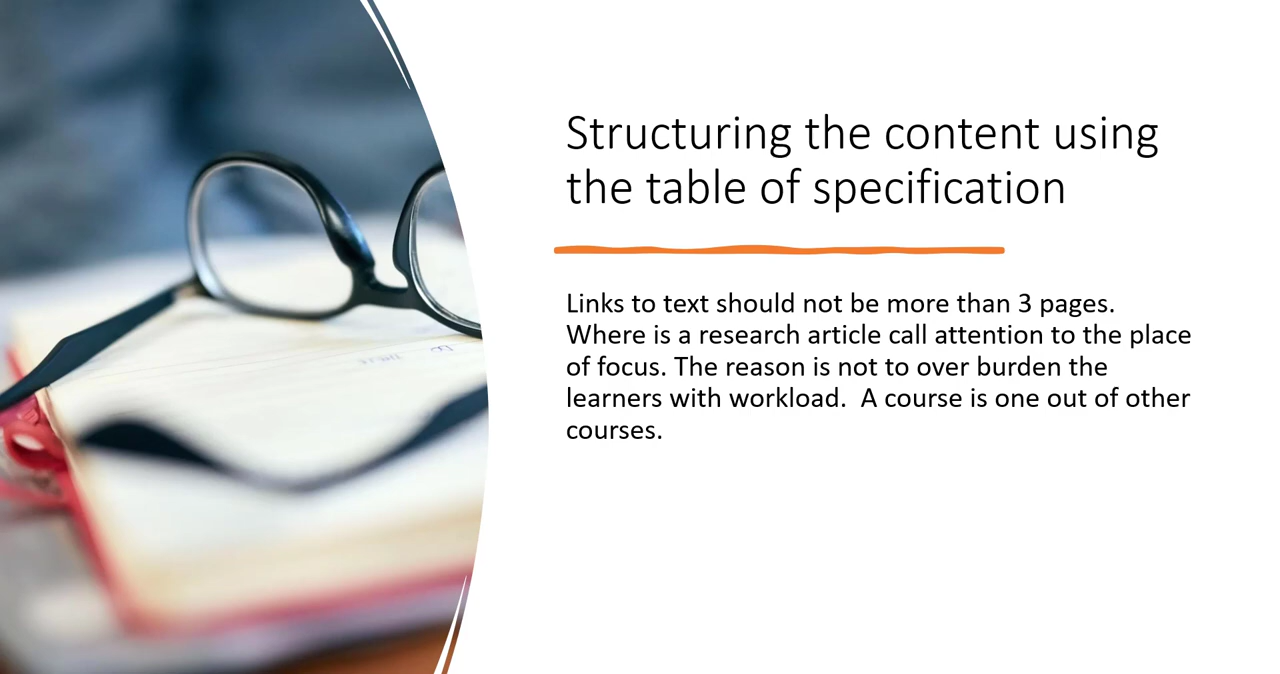 Structuring the content using
the table of specification
Links to text should not be more than 3 pages.
Where is a research article call attention to the place
of focus. The reason is not to over burden the
learners with workload.  A course is one out of other
courses.